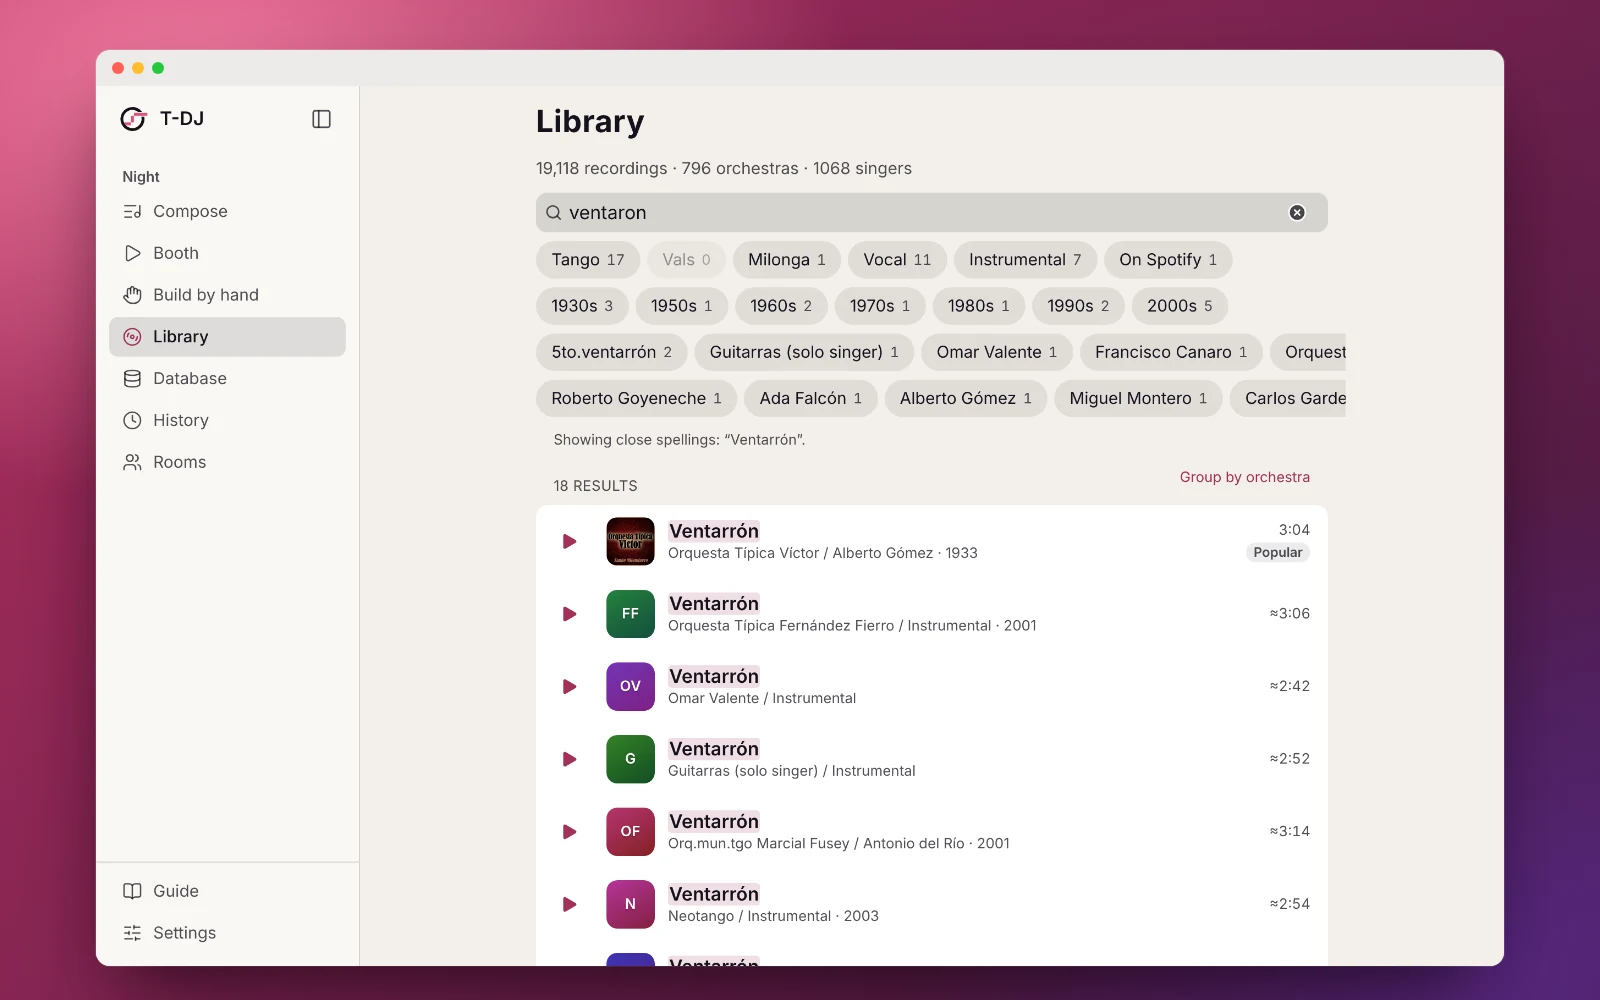 T-DJ
Night
Compose
Booth
Build by hand
Library
Database
History
Rooms
Guide
Settings
Library
19,118 recordings · 796 orchestras · 1068 singers
ventaron
Tango 17 Vals 0 Milonga 1 Vocal 11 Instrumental 7 On Spotify 1
1930s 3 1950s 1 1960s 2 1970s 1 1980s 1 1990s 2 2000s 5
5to.ventarrón 2 Guitarras (solo singer) 1 Omar Valente 1 Francisco Canaro 1 Orquest
Roberto Goyeneche 1 Ada Falcón 1 Alberto Gómez 1 Miguel Montero 1 Carlos Garde
Showing close spellings: “Ventarrón”.
18 RESULTS
Group by orchestra
Orquesta Típica
Víctor
Ventarrón
Orquesta Típica Víctor / Alberto Gómez · 1933
3:04
Popular
FF
Ventarrón
Orquesta Típica Fernández Fierro / Instrumental · 2001
≈3:06
OV
Ventarrón
Omar Valente / Instrumental
≈2:42
G
Ventarrón
Guitarras (solo singer) / Instrumental
≈2:52
OF
Ventarrón
Orq.mun.tgo Marcial Fusey / Antonio del Río · 2001
≈3:14
N
Ventarrón
Neotango / Instrumental · 2003
≈2:54
Ventarrón